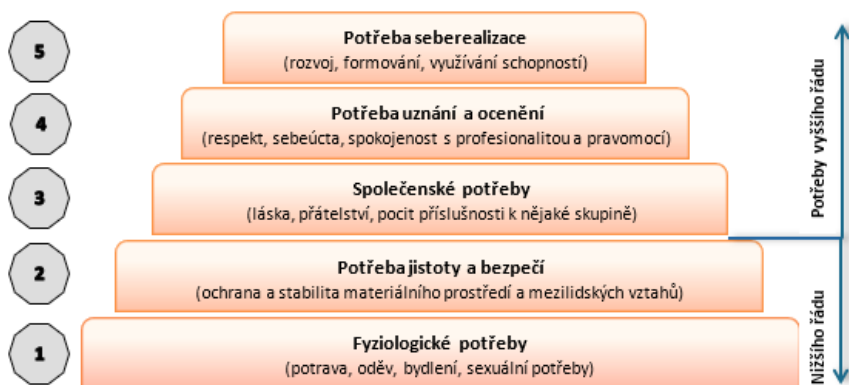 5
Potřeba seberealizace
(rozvoj, formování, využívání schopností)
4
Potřeba uznání a ocenění
(respekt, sebeúcta, spokojenost s profesionalitou a pravomocí)
3
Společenské potřeby
(láska, přátelství, pocit příslušnosti k nějaké skupině)
2
Potřeba jistoty a bezpečí
(ochrana a stabilita materiálního prostředí a mezilidských vztahů)
1
Fyziologické potřeby
(potrava, oděv, bydlení, sexuální potřeby)
Potřeby vyššího řádu
Nižšího řádu